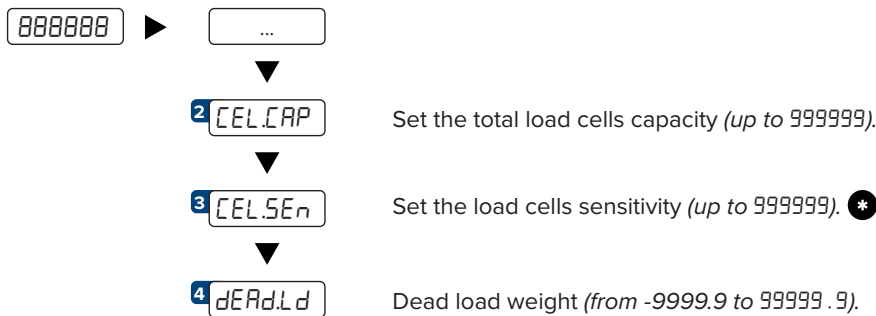 888888
...
2 CEL.CAP Set the total load cells capacity (up to 999999).
3 CEL.SEn Set the load cells sensitivity (up to 999999). *
4 dEAd.Ld Dead load weight (from -9999.9 to 99999.9).